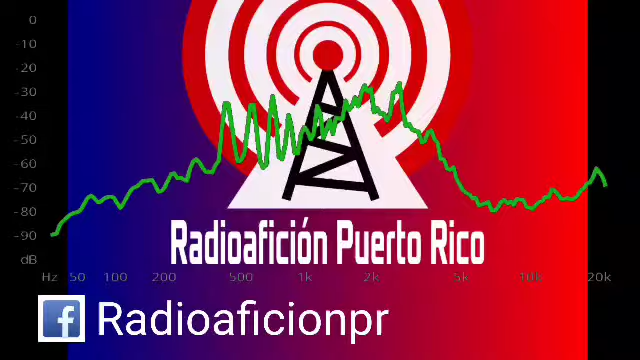 0
-10
-20
-30
-40
-50
-60
-70
-80
-90
dB
Hz 50 100 200 500 1k 2k 5k 10k 20k
Radioafición Puerto Rico
f Radioaficionpr